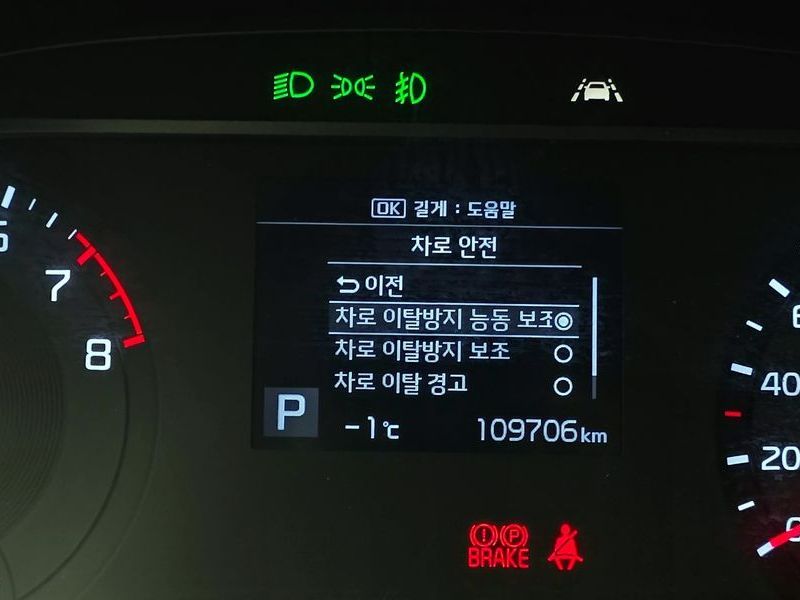 OK 길게 : 도움말
차로 안전
이전
차로 이탈방지 능동 보조
차로 이탈방지 보조
차로 이탈 경고
P
-1℃ 109706km
7
8
40
20
0
P
BRAKE